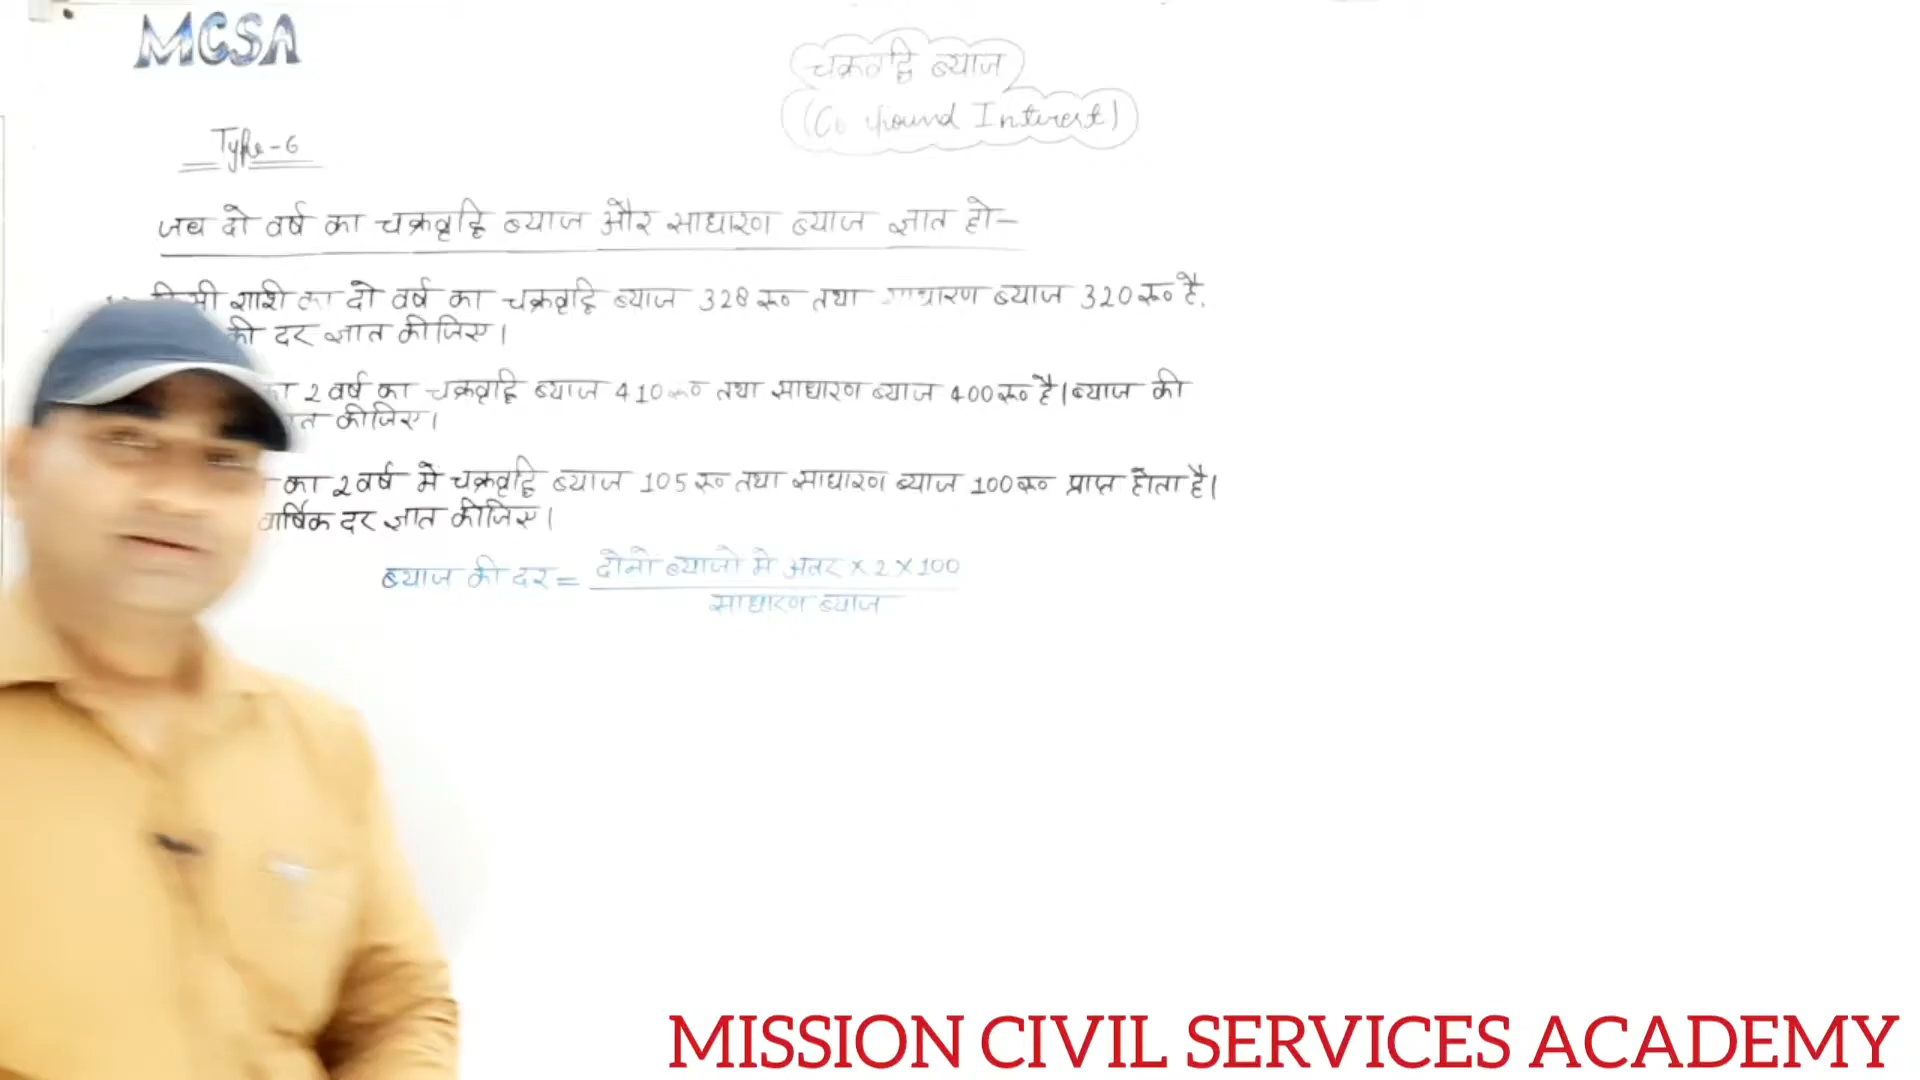 MCSA
चक्रवृद्धि ब्याज
(Co pound Interest)
Type-6
जब दो वर्ष का चक्रवृद्धि ब्याज और साधारण ब्याज ज्ञात हो-
राशि का दो वर्ष का चक्रवृद्धि ब्याज 328 रू० तथा साधारण ब्याज 320 रू० है.
की दर ज्ञात कीजिए।
का 2 वर्ष का चक्रवृद्धि ब्याज 410 रू० तथा साधारण ब्याज 400 रू० है। ब्याज की
कीजिए।
का 2 वर्ष मे चक्रवृद्धि ब्याज 105 रू० तथा साधारण ब्याज 100 रू० प्राप्त होता है।
वार्षिक दर ज्ञात कीजिए।
ब्याज की दर = दोनो ब्याजो मे अंतर x 2 x 100
साधारण ब्याज
MISSION CIVIL SERVICES ACADEMY